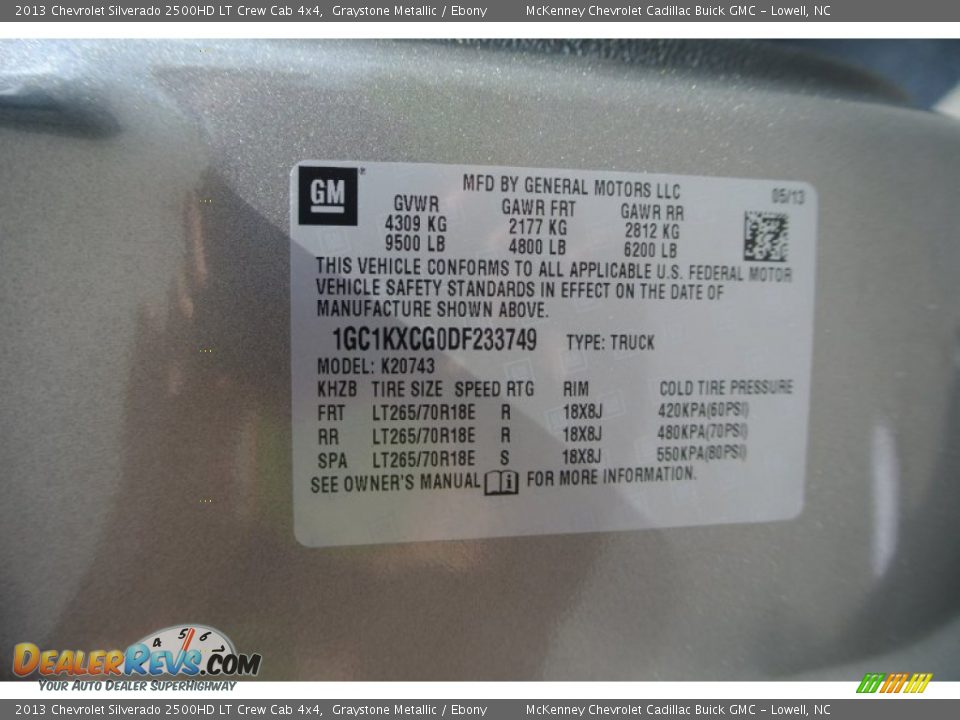 2013 Chevrolet Silverado 2500HD LT Crew Cab 4x4, Graystone Metallic / Ebony McKenney Chevrolet Cadillac Buick GMC – Lowell, NC
GM
MFD BY GENERAL MOTORS LLC 05/13
GVWR GAWR FRT GAWR RR
4309 KG 2177 KG 2812 KG
9500 LB 4800 LB 6200 LB
THIS VEHICLE CONFORMS TO ALL APPLICABLE U.S. FEDERAL MOTOR
VEHICLE SAFETY STANDARDS IN EFFECT ON THE DATE OF
MANUFACTURE SHOWN ABOVE.
1GC1KXCG0DF233749 TYPE: TRUCK
MODEL: K20743
KHZB TIRE SIZE SPEED RTG RIM COLD TIRE PRESSURE
FRT LT265/70R18E R 18X8J 420KPA(60PSI)
RR LT265/70R18E R 18X8J 480KPA(70PSI)
SPA LT265/70R18E S 18X8J 550KPA(80PSI)
SEE OWNER'S MANUAL i FOR MORE INFORMATION.
4 5 6 7
DEALERREVS.COM
YOUR AUTO DEALER SUPERHIGHWAY
2013 Chevrolet Silverado 2500HD LT Crew Cab 4x4, Graystone Metallic / Ebony McKenney Chevrolet Cadillac Buick GMC – Lowell, NC